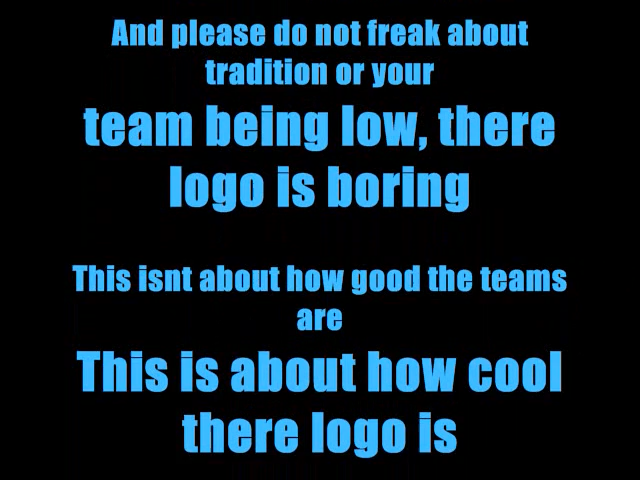 And please do not freak about
tradition or your
team being low, there
logo is boring
This isnt about how good the teams
are
This is about how cool
there logo is